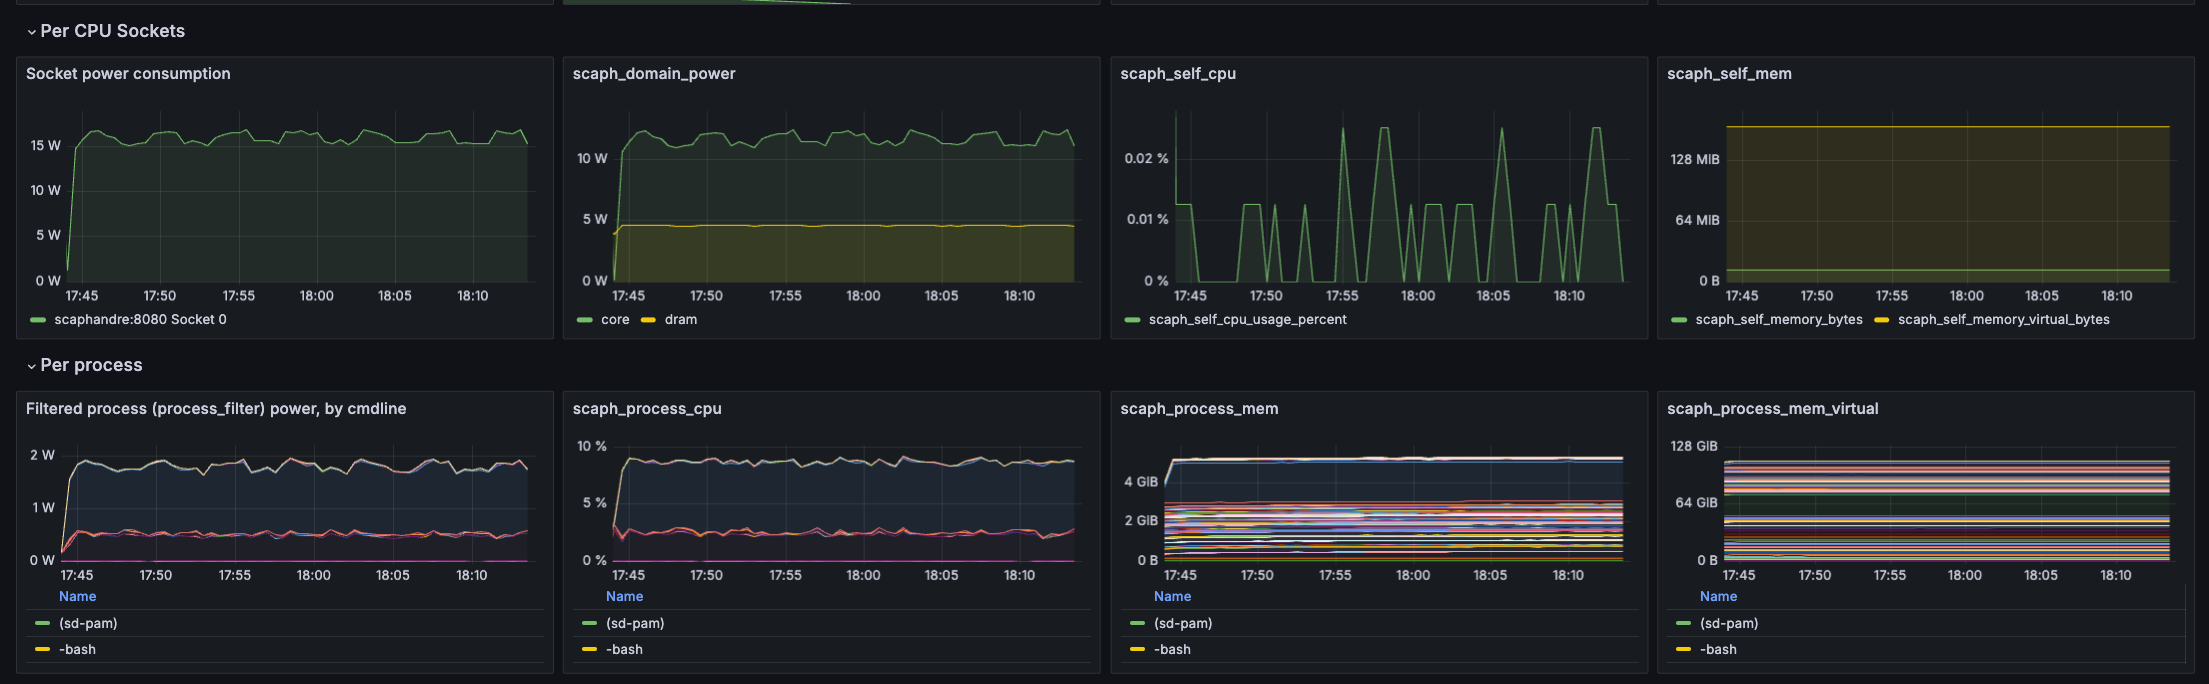 Per CPU Sockets
Socket power consumption
15 W
10 W
5 W
0 W
17:45 17:50 17:55 18:00 18:05 18:10
scaphandre:8080 Socket 0
scaph_domain_power
10 W
5 W
0 W
17:45 17:50 17:55 18:00 18:05 18:10
core dram
scaph_self_cpu
0.02 %
0.01 %
0 %
17:45 17:50 17:55 18:00 18:05 18:10
scaph_self_cpu_usage_percent
scaph_self_mem
128 MiB
64 MiB
0 B
17:45 17:50 17:55 18:00 18:05 18:10
scaph_self_memory_bytes scaph_self_memory_virtual_bytes
Per process
Filtered process (process_filter) power, by cmdline
2 W
1 W
0 W
17:45 17:50 17:55 18:00 18:05 18:10
Name
(sd-pam)
-bash
scaph_process_cpu
10 %
5 %
0 %
17:45 17:50 17:55 18:00 18:05 18:10
Name
(sd-pam)
-bash
scaph_process_mem
4 GiB
2 GiB
0 B
17:45 17:50 17:55 18:00 18:05 18:10
Name
(sd-pam)
-bash
scaph_process_mem_virtual
128 GiB
64 GiB
0 B
17:45 17:50 17:55 18:00 18:05 18:10
Name
(sd-pam)
-bash